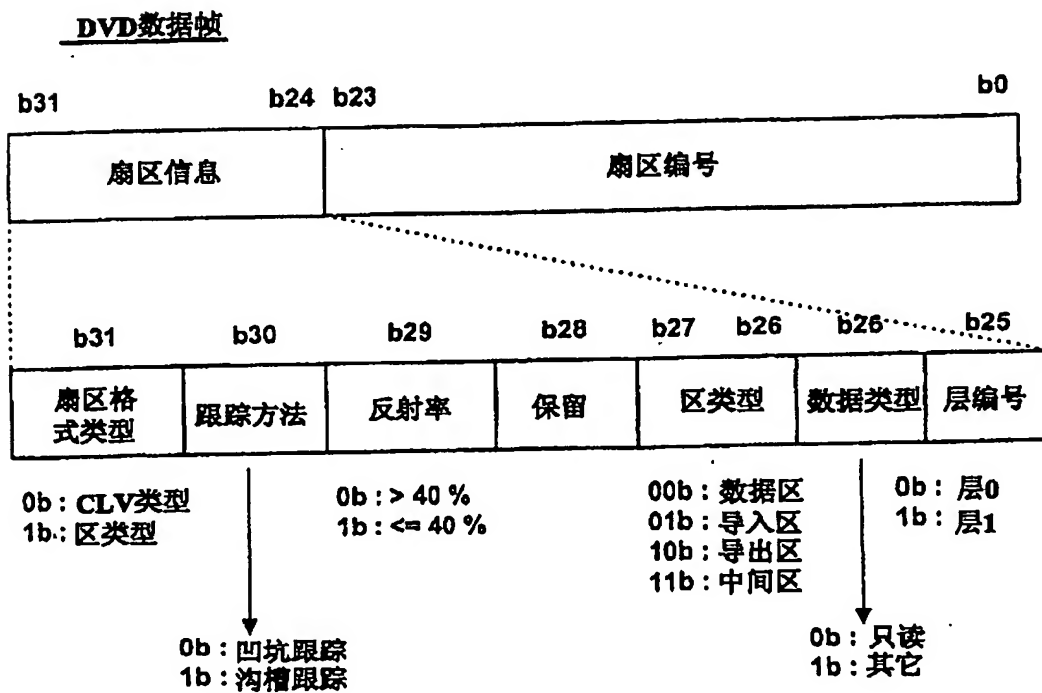 DVD数据帧
b31 b24 b23 b0
扇区信息 扇区编号
b31 b30 b29 b28 b27 b26 b26 b25
扇区格式类型 跟踪方法 反射率 保留 区类型 数据类型 层编号
0b : CLV类型
1b : 区类型
0b : > 40 %
1b : <= 40 %
00b : 数据区
01b : 导入区
10b : 导出区
11b : 中间区
0b : 层0
1b : 层1
0b : 凹坑跟踪
1b : 沟槽跟踪
0b : 只读
1b : 其它